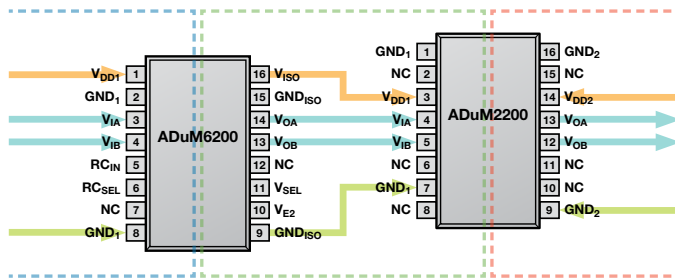 GND1 1 16 GND2
VDD1 1 16 VISO NC 2 15 NC
GND1 2 15 GNDISO VDD1 3 14 VDD2
ADuM2200
VIA 3 14 VOA VIA 4 13 VOA
ADuM6200
VIB 4 13 VOB VIB 5 12 VOB
RCIN 5 12 NC NC 6 11 NC
RCSEL 6 11 VSEL GND1 7 10 NC
NC 7 10 VE2 NC 8 9 GND2
GND1 8 9 GNDISO